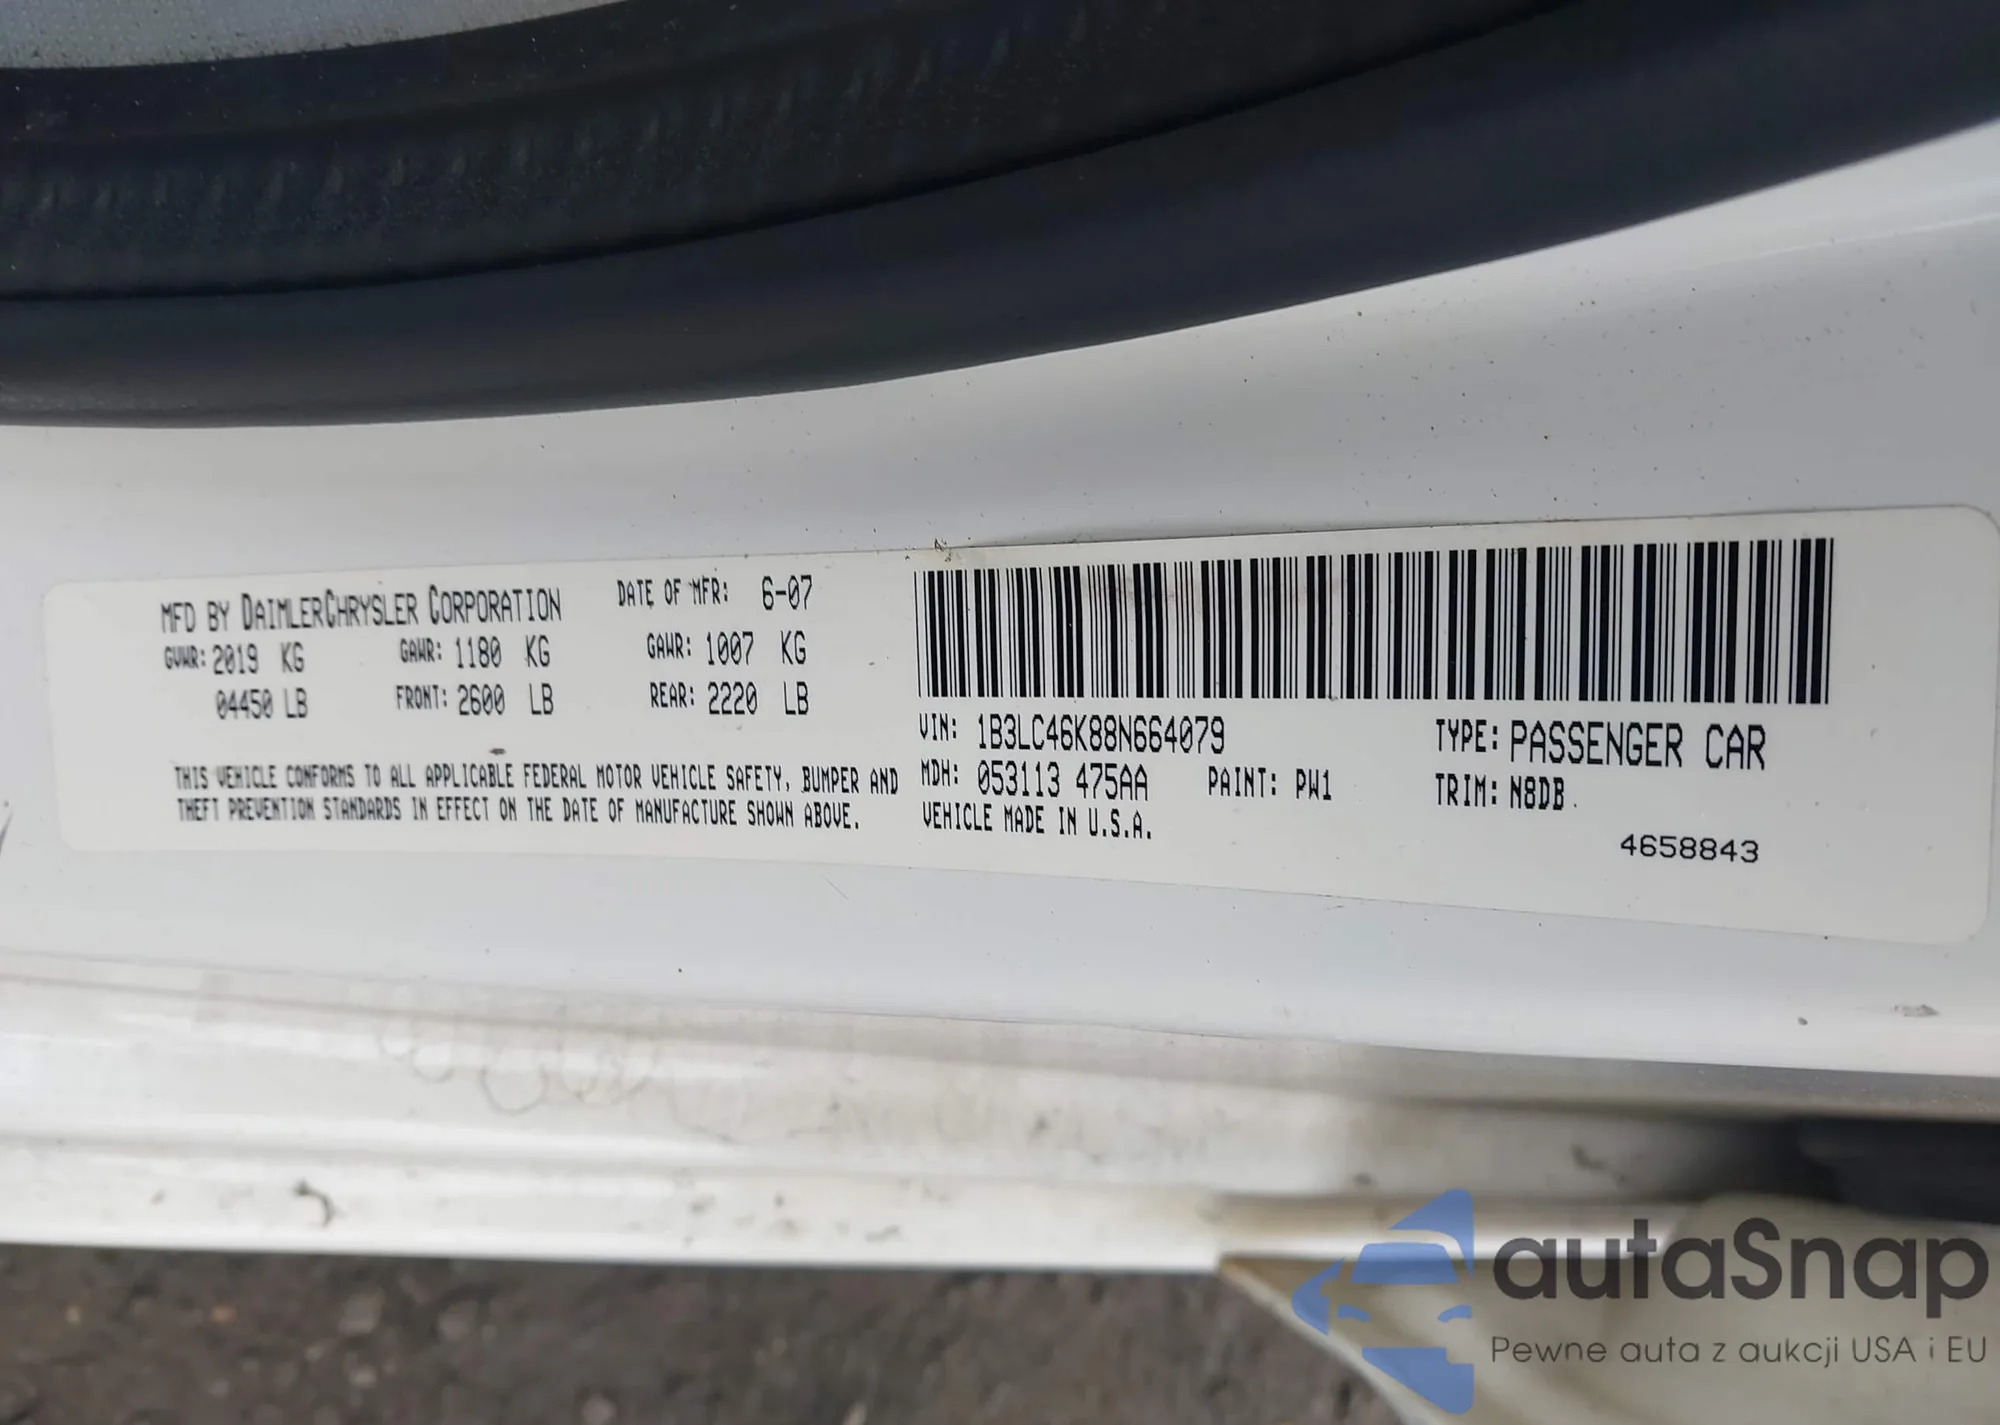 MFD BY DAIMLERCHRYSLER CORPORATION DATE OF MFR: 6-07
GVWR: 2019 KG GAWR: 1180 KG GAWR: 1007 KG
04450 LB FRONT: 2600 LB REAR: 2220 LB
THIS VEHICLE CONFORMS TO ALL APPLICABLE FEDERAL MOTOR VEHICLE SAFETY, BUMPER AND
THEFT PREVENTION STANDARDS IN EFFECT ON THE DATE OF MANUFACTURE SHOWN ABOVE.
VIN: 1B3LC46K88N664079 TYPE: PASSENGER CAR
MDH: 053113 475AA PAINT: PW1 TRIM: N8DB
VEHICLE MADE IN U.S.A.
4658843
autaSnap
Pewne auta z aukcji USA i EU